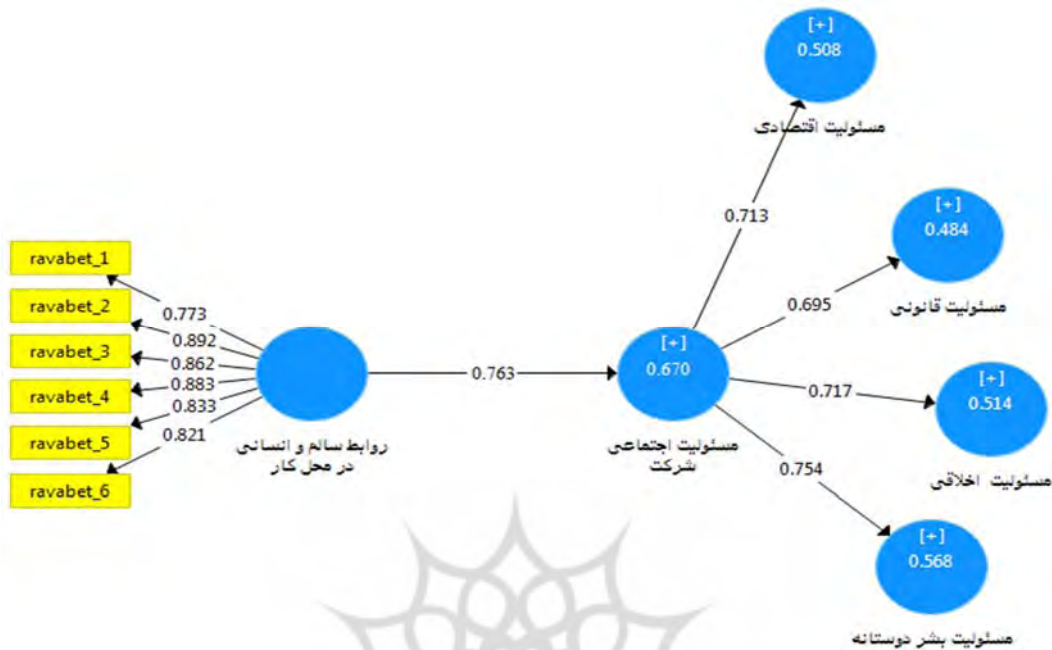 [+]
0.508
مسئولیت اقتصادی
0.713
[+]
0.484
مسئولیت قانونی
0.695
ravabet_1
ravabet_2
ravabet_3
ravabet_4
ravabet_5
ravabet_6
0.773
0.892
0.862
0.883
0.833
0.821
روابط سالم و انسانی
در محل کار
0.763
[+]
0.670
مسئولیت اجتماعی
شرکت
0.717
[+]
0.514
مسئولیت اخلاقی
0.754
[+]
0.568
مسئولیت بشر دوستانه